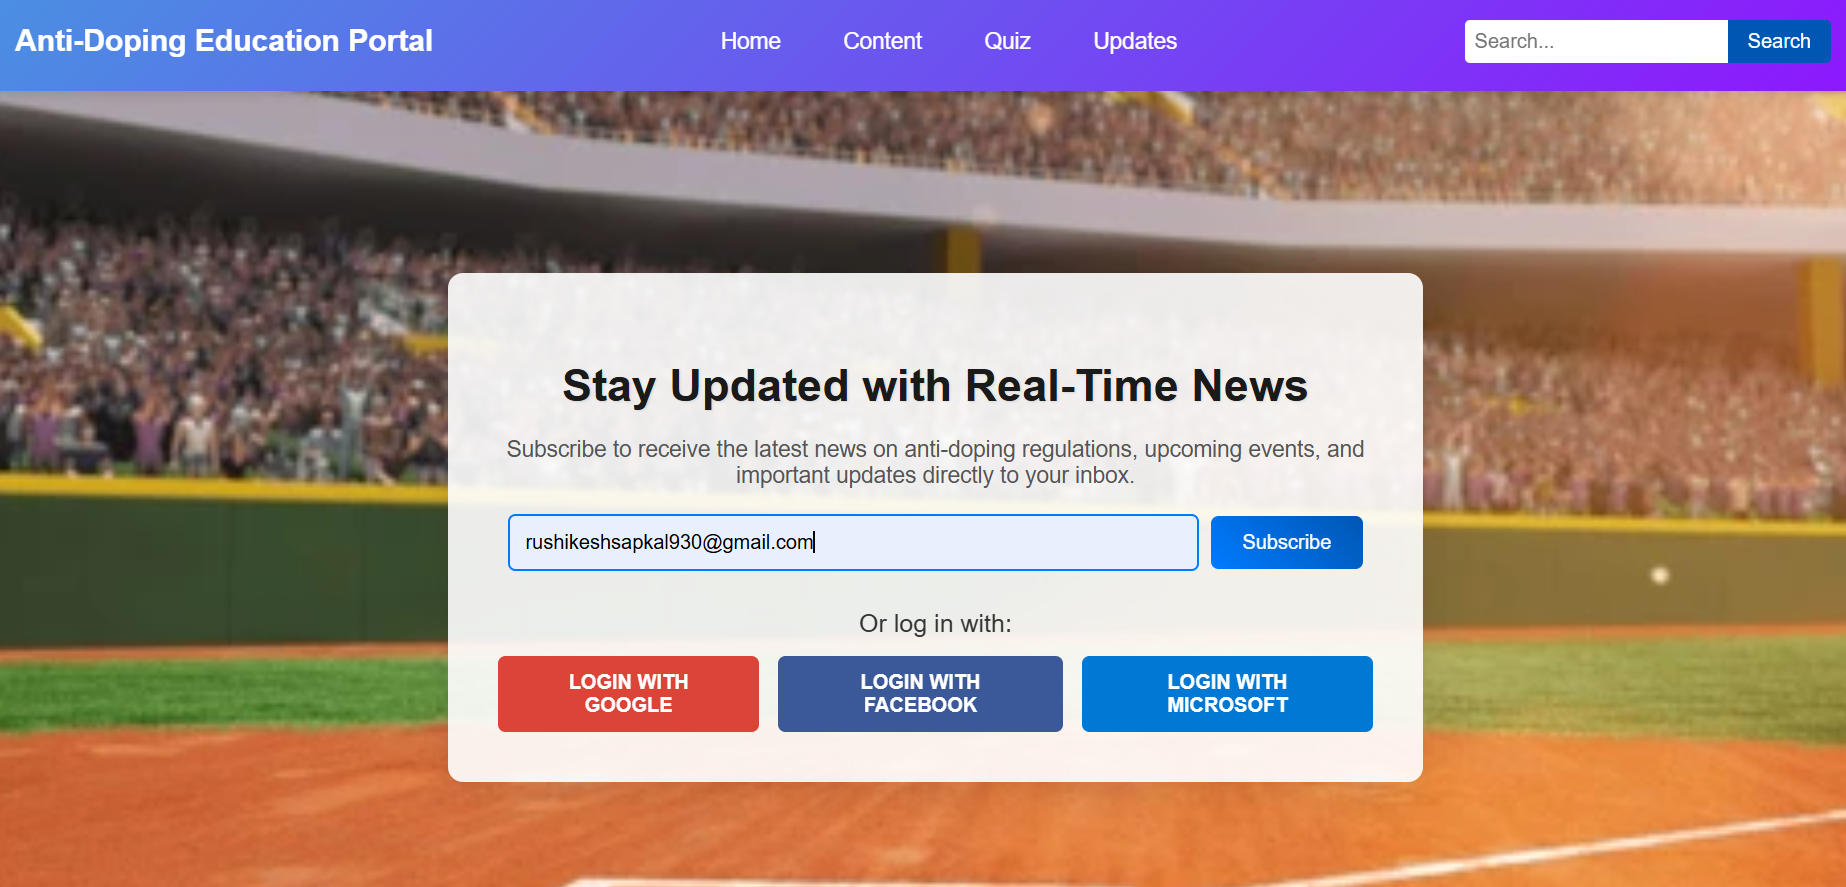 Anti-Doping Education Portal
Home Content Quiz Updates
Search... Search
Stay Updated with Real-Time News
Subscribe to receive the latest news on anti-doping regulations, upcoming events, and
important updates directly to your inbox.
rushikeshsapkal930@gmail.com Subscribe
Or log in with:
LOGIN WITH
GOOGLE
LOGIN WITH
FACEBOOK
LOGIN WITH
MICROSOFT